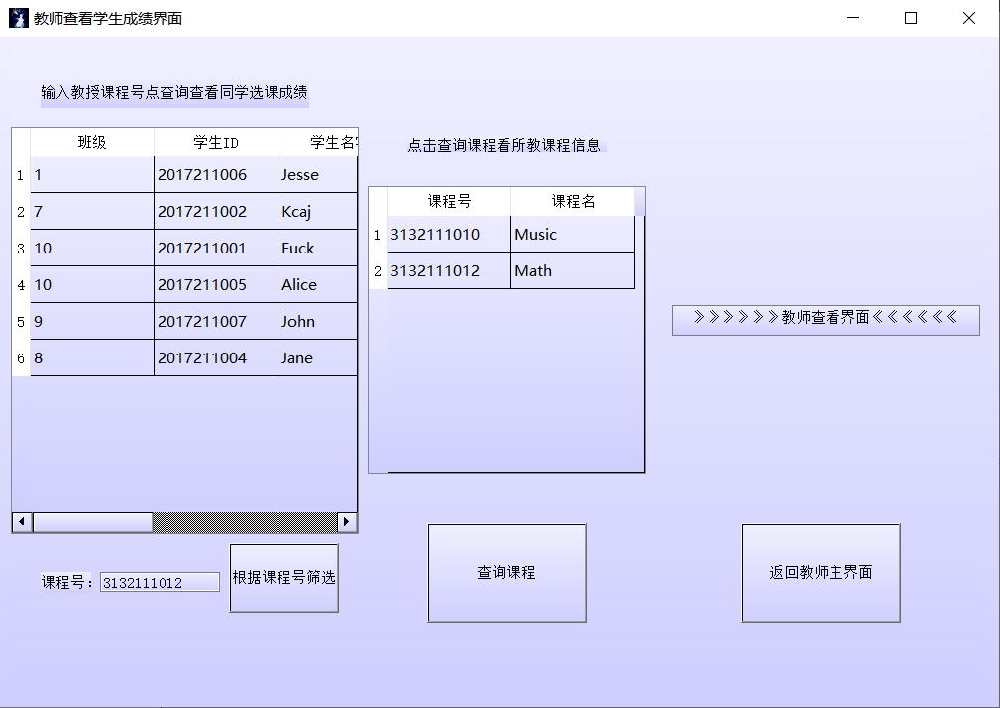 教师查看学生成绩界面
输入教授课程号点查询查看同学选课成绩
班级 学生ID 学生名
1 1 2017211006 Jesse
2 7 2017211002 Kcaj
3 10 2017211001 Fuck
4 10 2017211005 Alice
5 9 2017211007 John
6 8 2017211004 Jane
点击查询课程看所教课程信息
课程号 课程名
1 3132111010 Music
2 3132111012 Math
》》》》》》教师查看界面《《《《《《
课程号： 3132111012
根据课程号筛选
查询课程
返回教师主界面